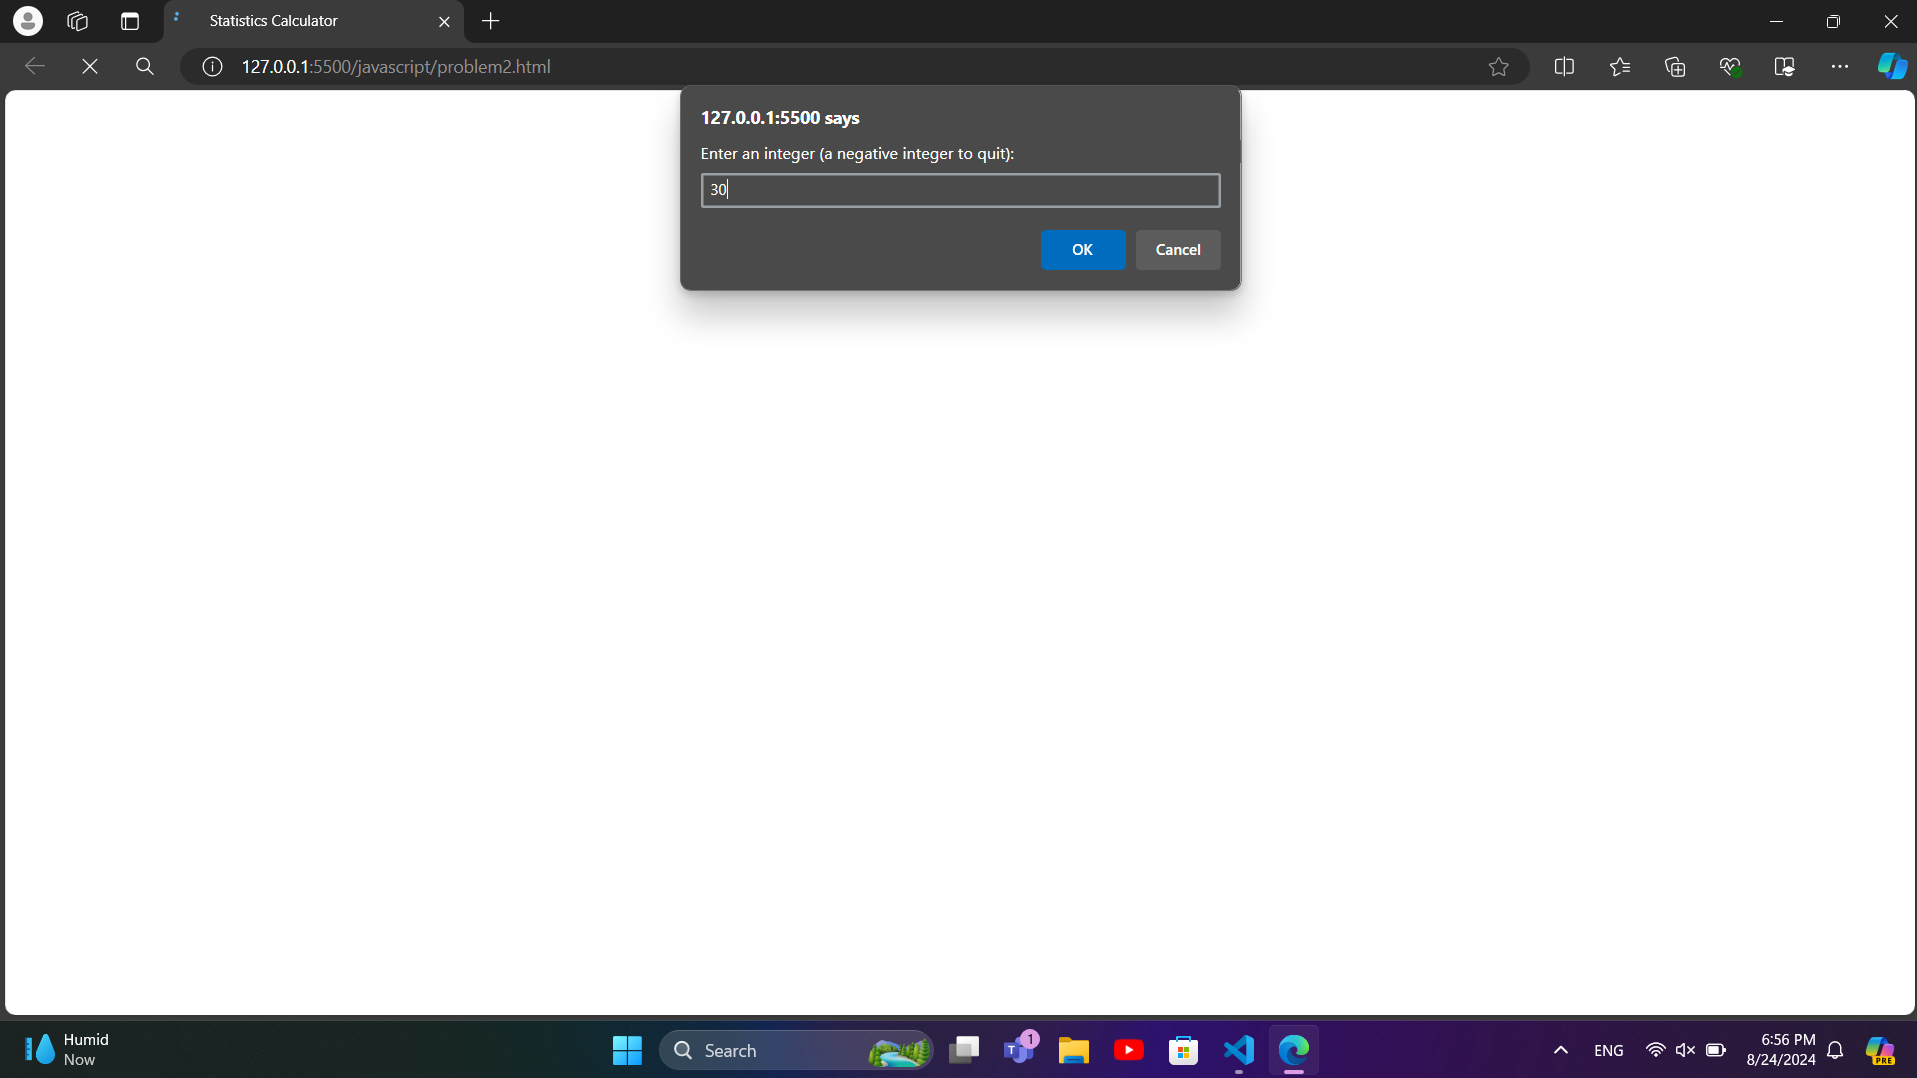 Statistics Calculator
127.0.0.1:5500/javascript/problem2.html
127.0.0.1:5500 says
Enter an integer (a negative integer to quit):
30
OK
Cancel
Humid
Now
Search
T
1
ENG
6:56 PM
8/24/2024
PRE